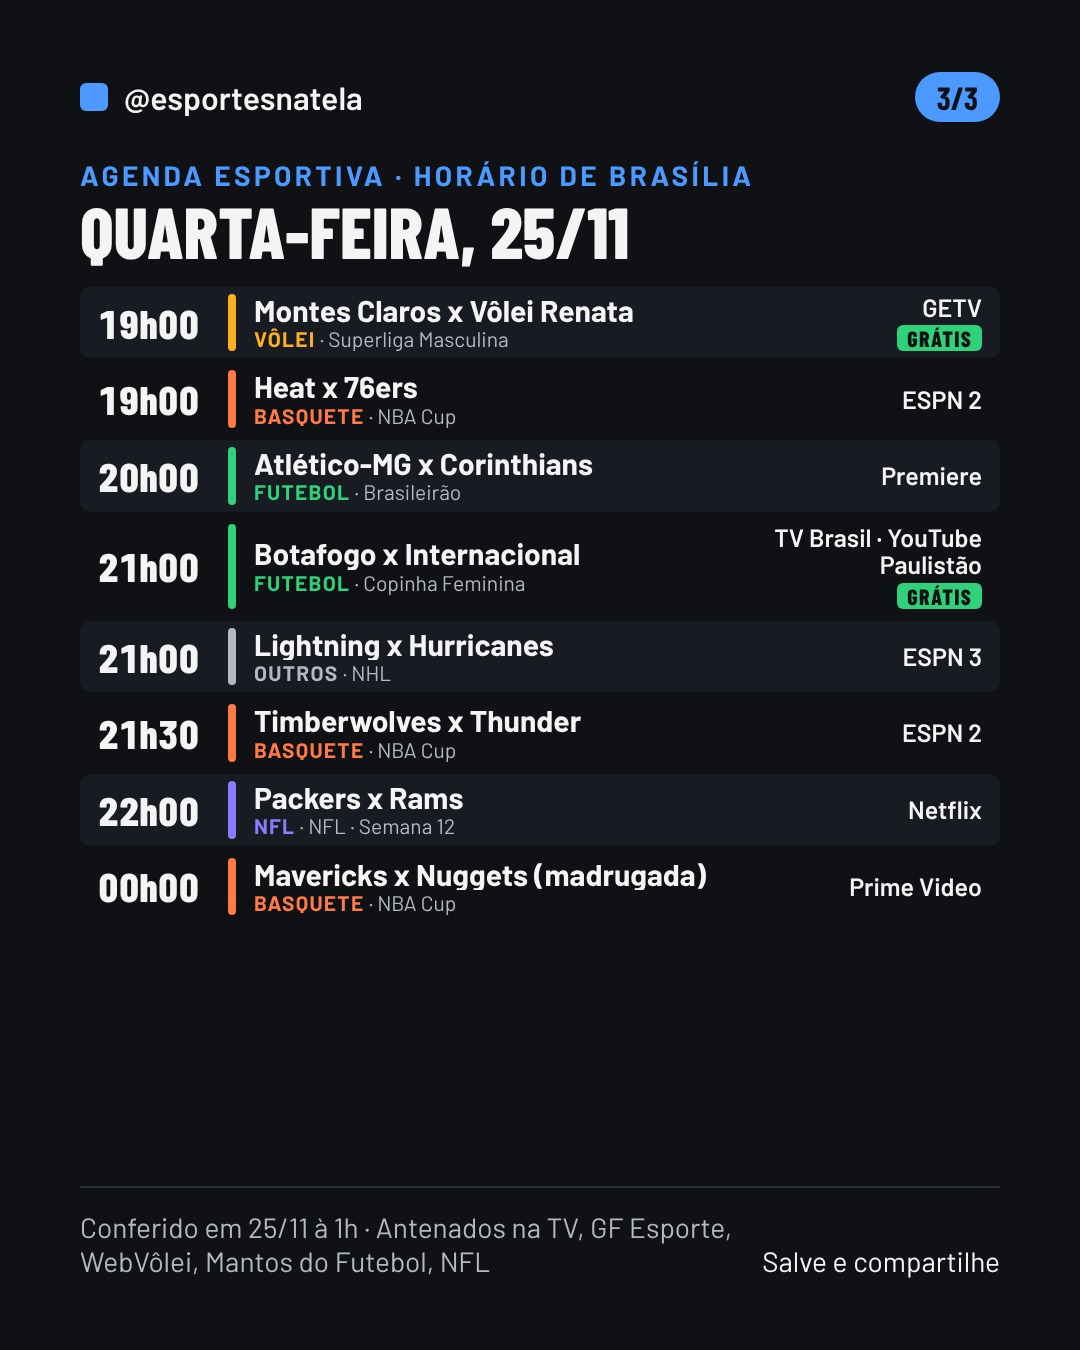 @esportesnatela
3/3
AGENDA ESPORTIVA · HORÁRIO DE BRASÍLIA
QUARTA-FEIRA, 25/11
19h00
Montes Claros x Vôlei Renata
VÔLEI · Superliga Masculina
GETV
GRÁTIS
19h00
Heat x 76ers
BASQUETE · NBA Cup
ESPN 2
20h00
Atlético-MG x Corinthians
FUTEBOL · Brasileirão
Premiere
21h00
Botafogo x Internacional
FUTEBOL · Copinha Feminina
TV Brasil · YouTube
Paulistão
GRÁTIS
21h00
Lightning x Hurricanes
OUTROS · NHL
ESPN 3
21h30
Timberwolves x Thunder
BASQUETE · NBA Cup
ESPN 2
22h00
Packers x Rams
NFL · NFL · Semana 12
Netflix
00h00
Mavericks x Nuggets (madrugada)
BASQUETE · NBA Cup
Prime Video
Conferido em 25/11 à 1h · Antenados na TV, GF Esporte,
WebVôlei, Mantos do Futebol, NFL
Salve e compartilhe